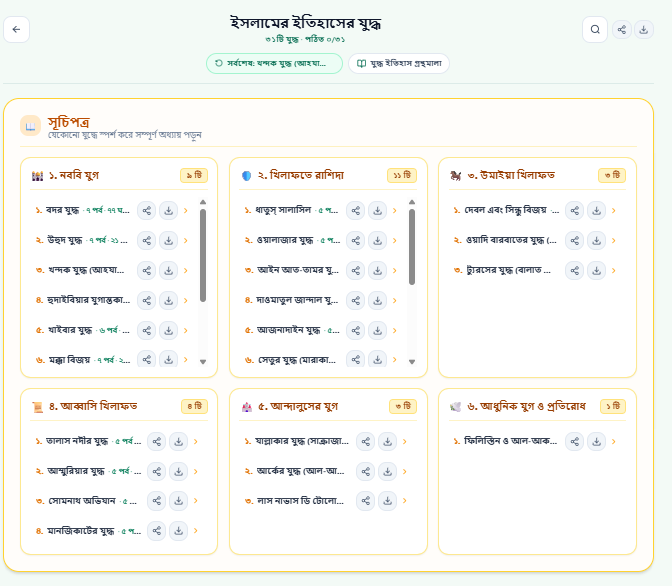 ইসলামের ইতিহাসের যুদ্ধ
৩১টি যুদ্ধ · পঠিত ০/৩১
সর্বশেষ: খন্দক যুদ্ধ (আহযা...
যুদ্ধ ইতিহাস গ্রন্থমালা
সূচিপত্র
যেকোনো যুদ্ধে স্পর্শ করে সম্পূর্ণ অধ্যায় পড়ুন
১. নববি যুগ
৯ টি
১. বদর যুদ্ধ · ৭ পর্ব · ৭৭ ঘ...
২. উহুদ যুদ্ধ · ৭ পর্ব · ২১ ...
৩. খন্দক যুদ্ধ (আহযা...
৪. হুদাইবিয়ার যুগান্তকা...
৫. খাইবার যুদ্ধ · ৬ পর্ব · ...
৬. মক্কা বিজয় · ৭ পর্ব · ২...
২. খিলাফতে রাশিদা
১১ টি
১. ধাতুস্ সালাসিল · ৫ প...
২. ওয়ালাজার যুদ্ধ · ৫ প...
৩. আইন আত-তামর যু...
৪. দাওমাতুল জান্দাল যু...
৫. আজনাদাইন যুদ্ধ · ৫...
৬. সেতুর যুদ্ধ (মারাকা...
৩. উমাইয়া খিলাফত
৩ টি
১. দেবল এবং সিন্ধু বিজয় ·...
২. ওয়াদি বারবাতের যুদ্ধ (...
৩. ট্যুরসের যুদ্ধ (বালাত ...
৪. আব্বাসি খিলাফত
৪ টি
১. তালাস নদীর যুদ্ধ · ৫ পর্ব...
২. আম্মুরিয়ার যুদ্ধ · ৫ পর্ব ·...
৩. সোমনাথ অভিযান · ৫ ...
৪. মানজিকার্টের যুদ্ধ · ৫ প...
৫. আন্দালুসের যুগ
৩ টি
১. যাল্লাকার যুদ্ধ (সাক্রাজা...
২. আর্কের যুদ্ধ (আল-আ...
৩. লাস নাভাস ডি টোলো...
৬. আধুনিক যুগ ও প্রতিরোধ
১ টি
১. ফিলিস্তিন ও আল-আক...